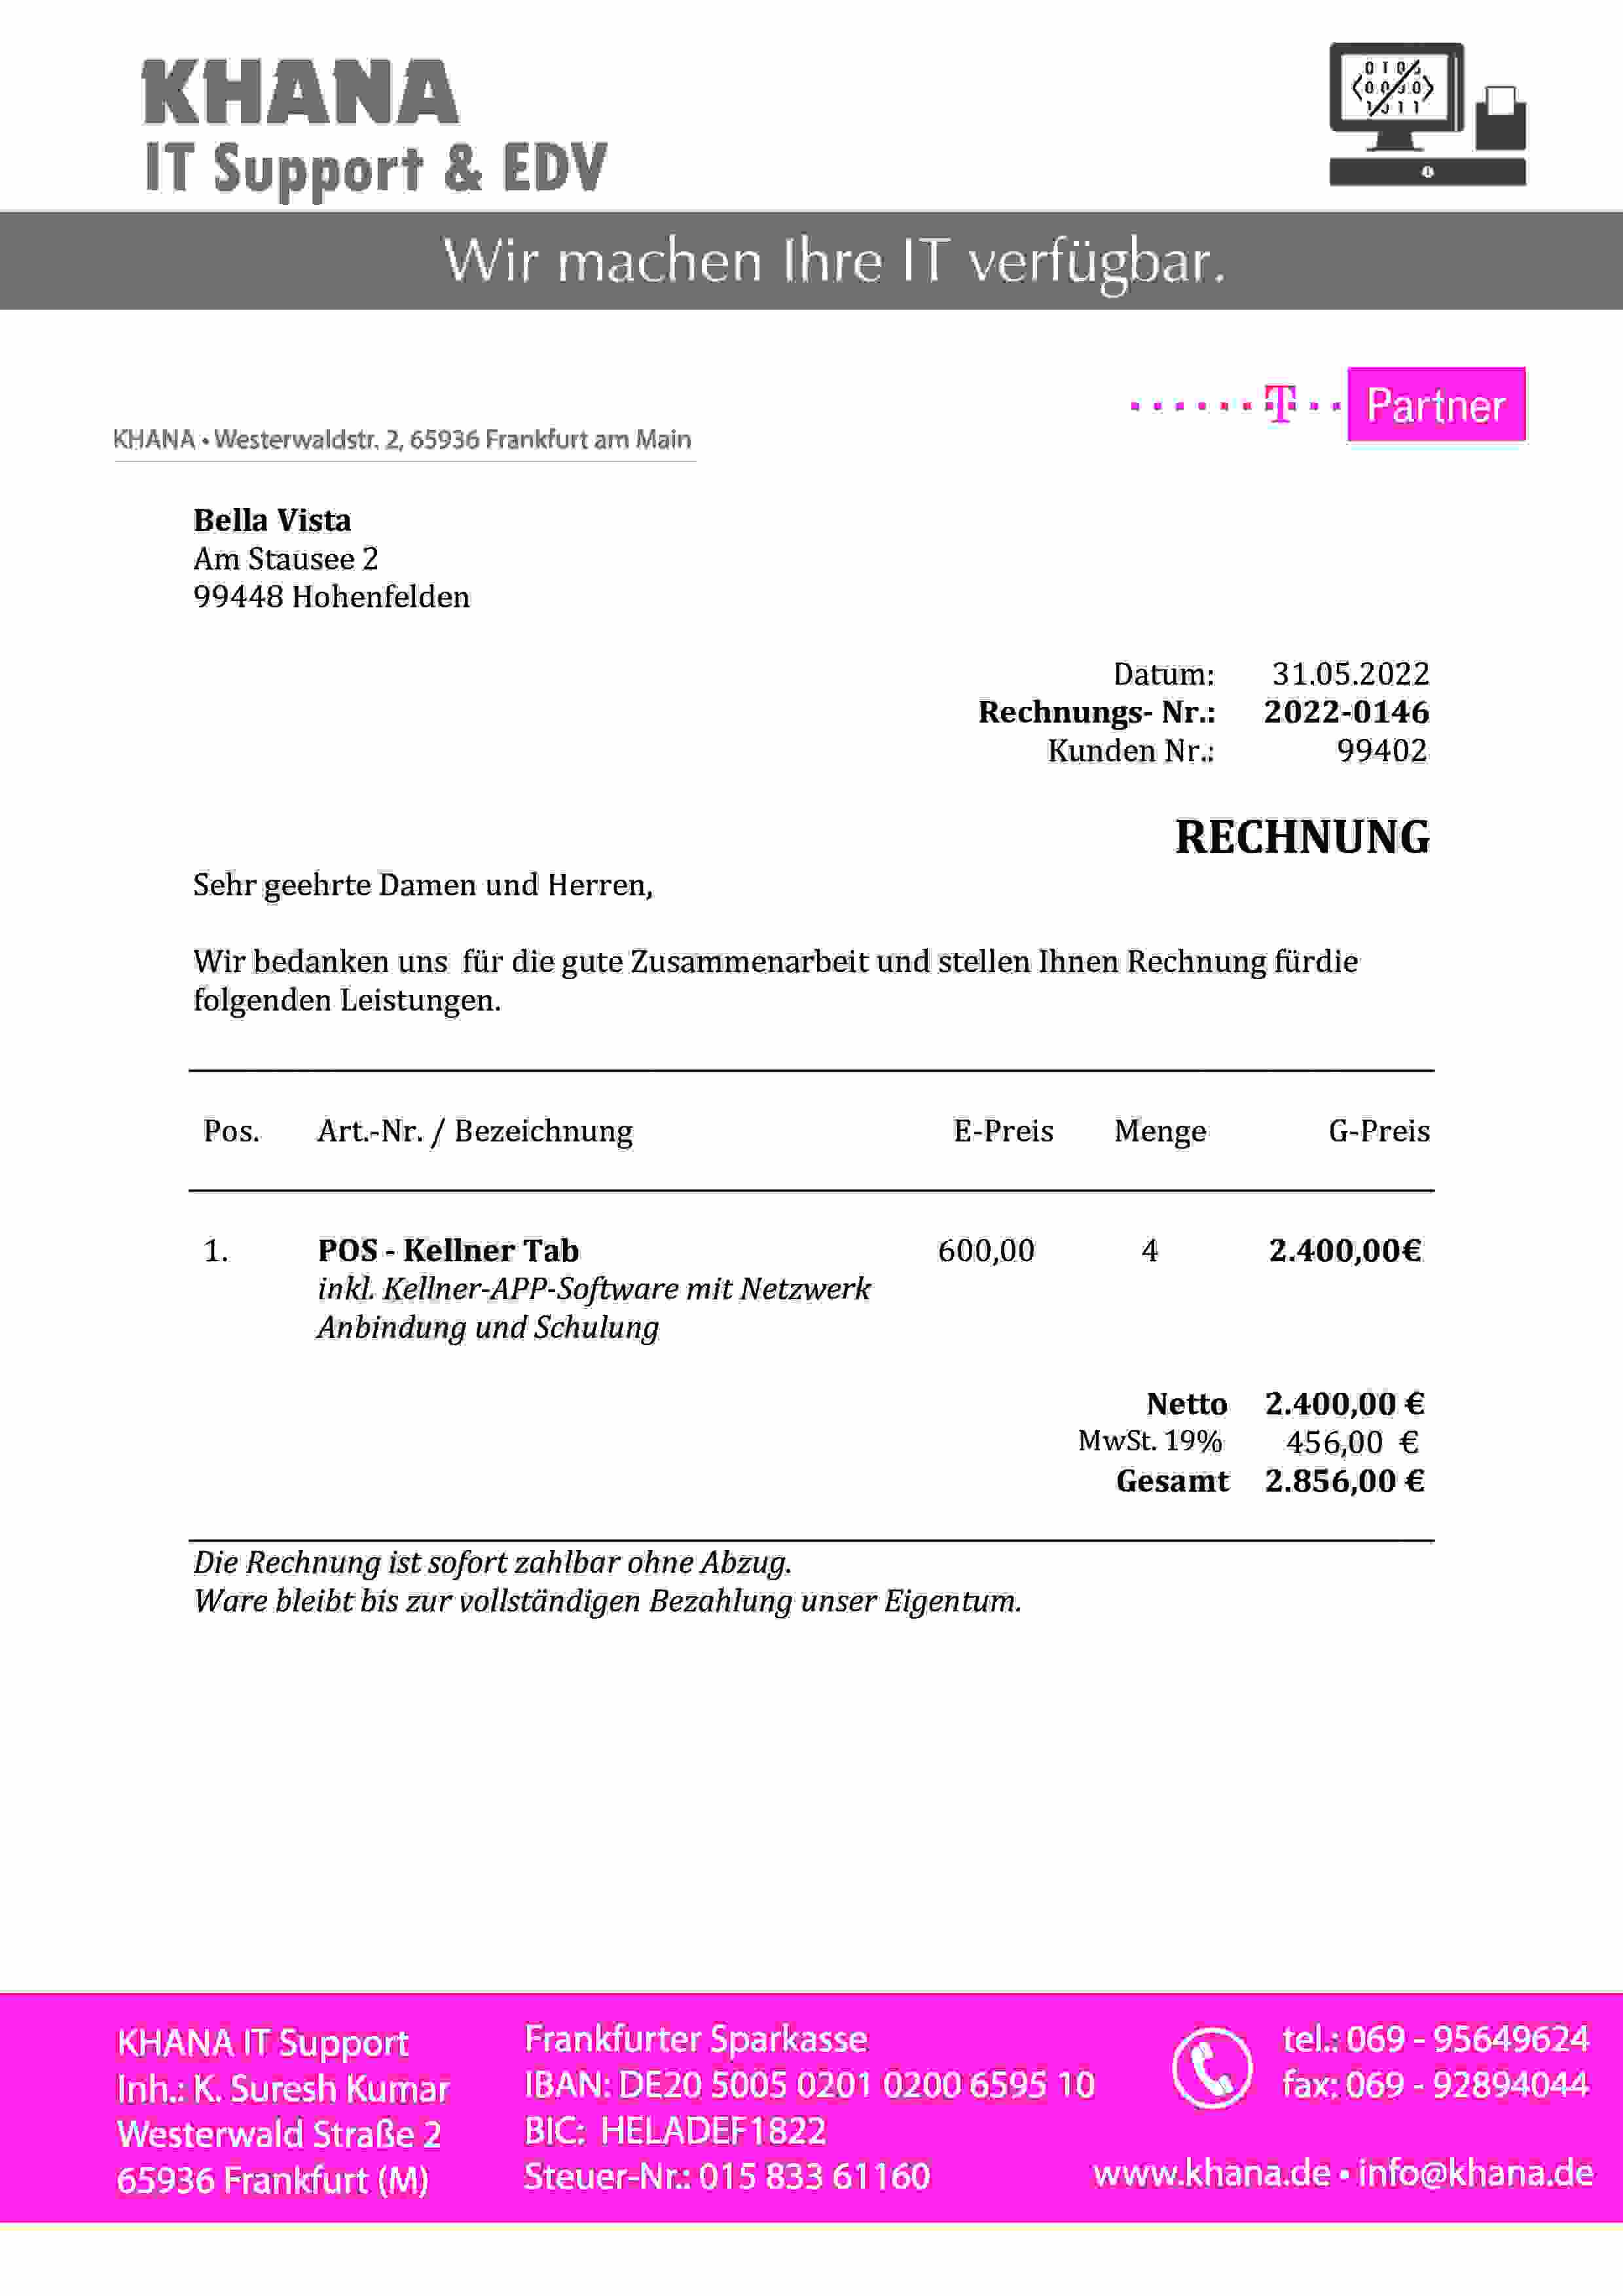 KHANA
IT Support & EDV
Wir machen Ihre IT verfügbar.
T Partner
KHANA • Westerwaldstr. 2, 65936 Frankfurt am Main
Bella Vista
Am Stausee 2
99448 Hohenfelden
Datum: 31.05.2022
Rechnungs- Nr.: 2022-0146
Kunden Nr.: 99402
RECHNUNG
Sehr geehrte Damen und Herren,
Wir bedanken uns für die gute Zusammenarbeit und stellen Ihnen Rechnung fürdie
folgenden Leistungen.
Pos. Art.-Nr. / Bezeichnung E-Preis Menge G-Preis
1. POS - Kellner Tab 600,00 4 2.400,00€
inkl. Kellner-APP-Software mit Netzwerk
Anbindung und Schulung
Netto 2.400,00 €
MwSt. 19% 456,00 €
Gesamt 2.856,00 €
Die Rechnung ist sofort zahlbar ohne Abzug.
Ware bleibt bis zur vollständigen Bezahlung unser Eigentum.
KHANA IT Support
Inh.: K. Suresh Kumar
Westerwald Straße 2
65936 Frankfurt (M)
Frankfurter Sparkasse
IBAN: DE20 5005 0201 0200 6595 10
BIC: HELADEF1822
Steuer-Nr.: 015 833 61160
tel.: 069 - 95649624
fax: 069 - 92894044
www.khana.de • info@khana.de